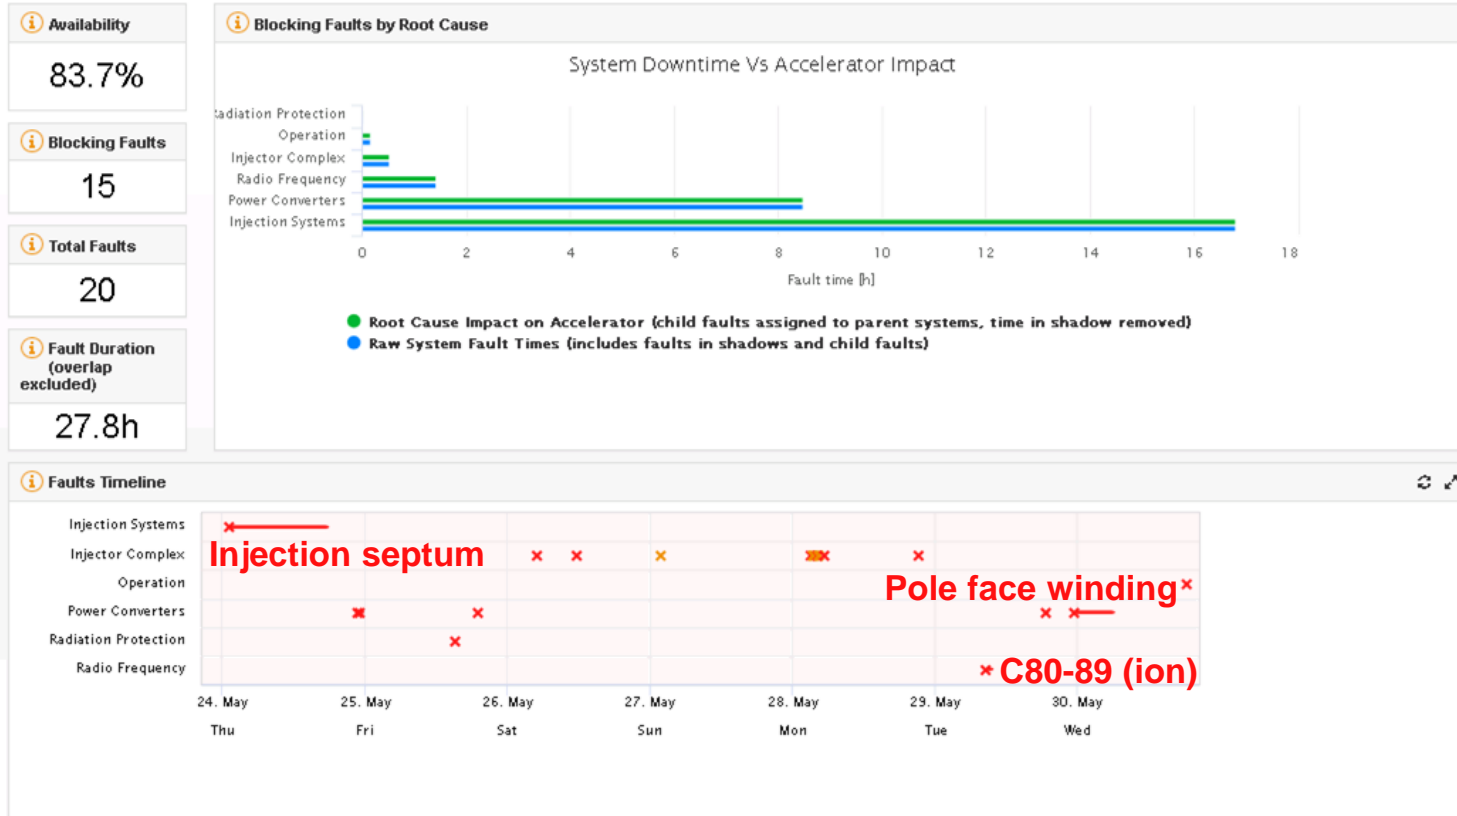 Availability
83.7%
Blocking Faults
15
Total Faults
20
Fault Duration
(overlap
excluded)
27.8h
Blocking Faults by Root Cause
System Downtime Vs Accelerator Impact
adiation Protection
Operation
Injector Complex
Radio Frequency
Power Converters
Injection Systems
0 2 4 6 8 10 12 14 16 18
Fault time [h]
Root Cause Impact on Accelerator (child faults assigned to parent systems, time in shadow removed)
Raw System Fault Times (includes faults in shadows and child faults)
Faults Timeline
Injection Systems
Injector Complex
Operation
Power Converters
Radiation Protection
Radio Frequency
Injection septum
Pole face winding
C80-89 (ion)
24. May 25. May 26. May 27. May 28. May 29. May 30. May
Thu Fri Sat Sun Mon Tue Wed